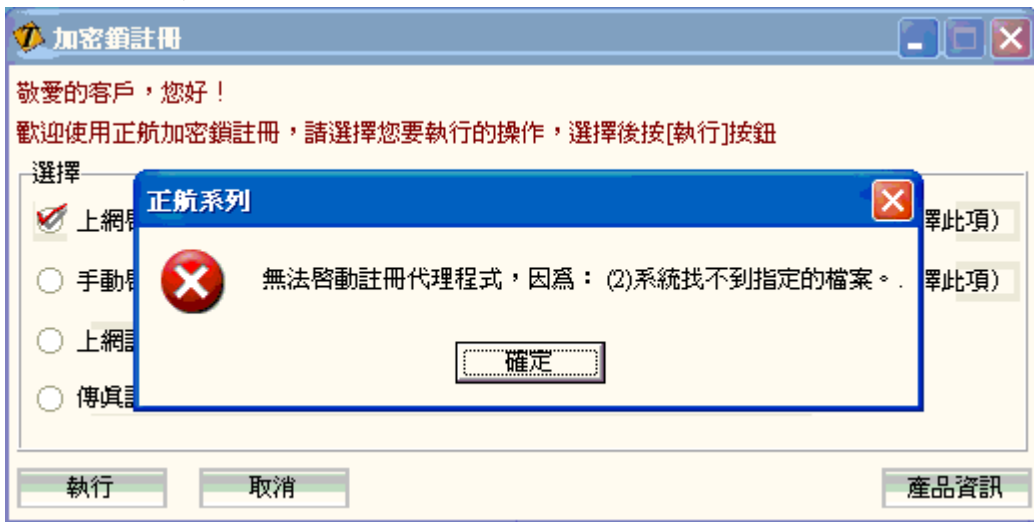 加密鎖註冊
敬愛的客戶，您好！
歡迎使用正航加密鎖註冊，請選擇您要執行的操作，選擇後按[執行]按鈕
選擇
正航系列
上網
擇此項）
無法啓動註冊代理程式，因爲： (2)系統找不到指定的檔案。.
手動
擇此項）
確定
上網
傳眞
執行
取消
產品資訊